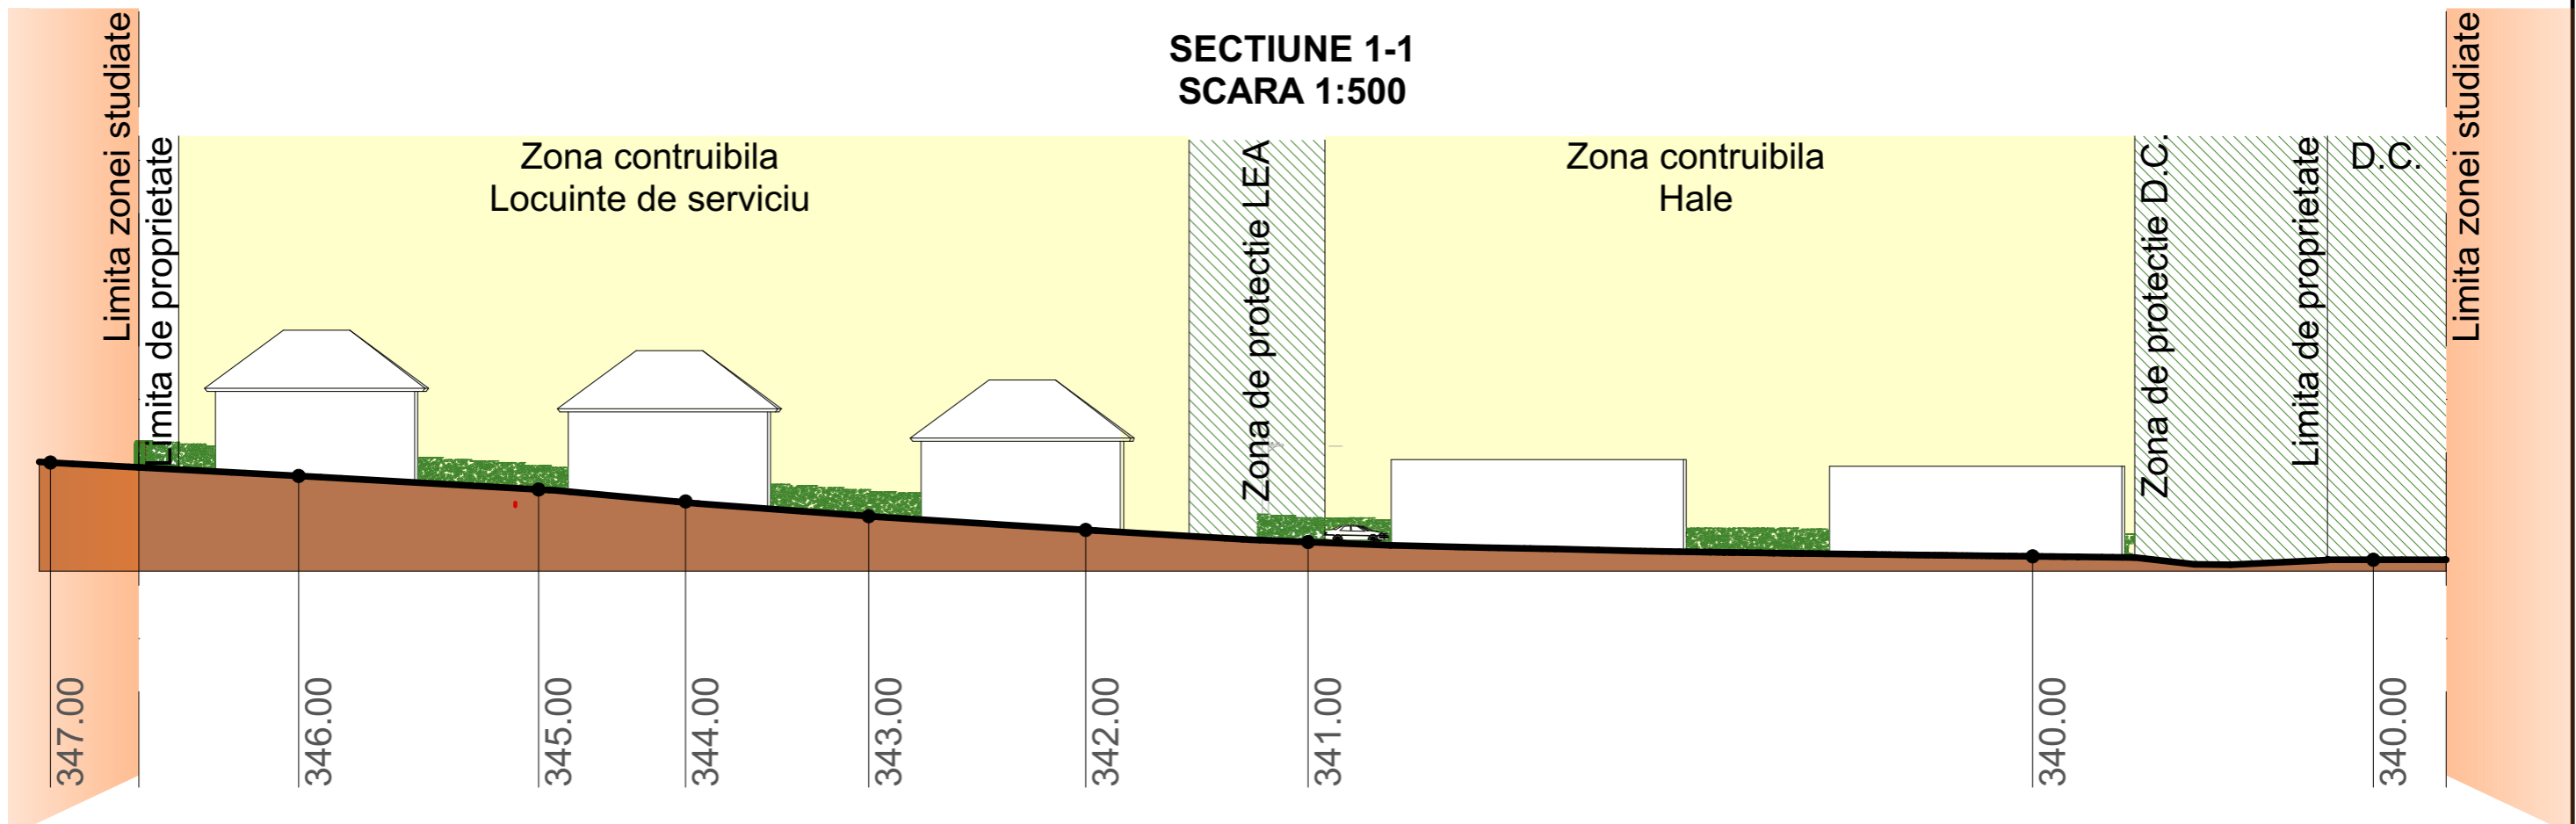 SECTIUNE 1-1
SCARA 1:500
Limita zonei studiate
Limita de proprietate
Zona contruibila
Locuinte de serviciu
Zona de protectie LEA
Zona contruibila
Hale
Zona de protectie D.C.
Limita de proprietate
D.C.
Limita zonei studiate
347.00
346.00
345.00
344.00
343.00
342.00
341.00
340.00
340.00